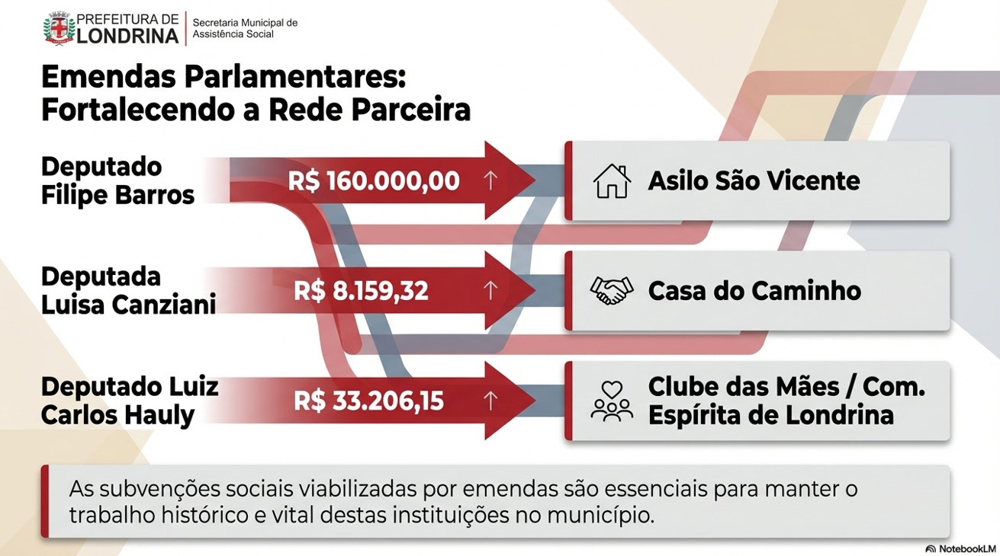 PREFEITURA DE
LONDRINA
Secretaria Municipal de
Assistência Social
Emendas Parlamentares:
Fortalecendo a Rede Parceira
Deputado
Filipe Barros
R$ 160.000,00 ↑
Asilo São Vicente
Deputada
Luisa Canziani
R$ 8.159,32 ↑
Casa do Caminho
Deputado Luiz
Carlos Hauly
R$ 33.206,15 ↑
Clube das Mães / Com.
Espírita de Londrina
As subvenções sociais viabilizadas por emendas são essenciais para manter o
trabalho histórico e vital destas instituições no município.
NotebookLM